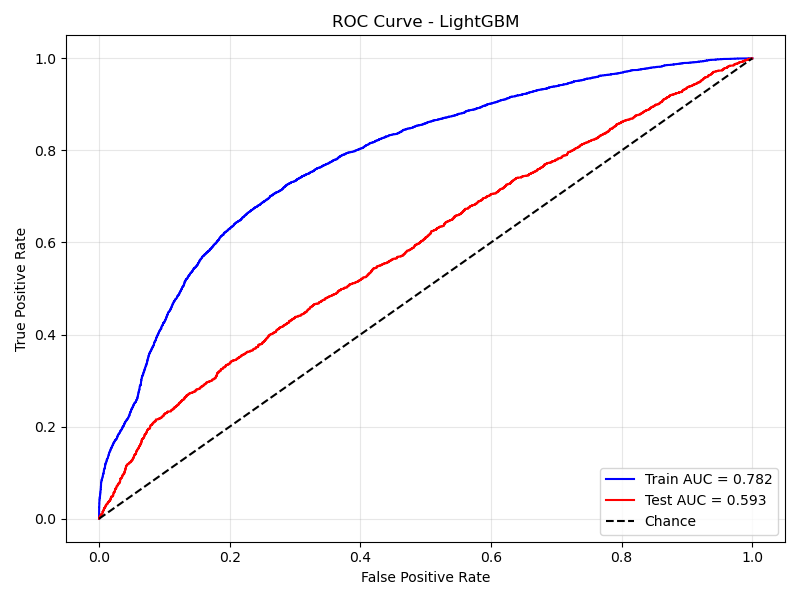 ROC Curve - LightGBM
True Positive Rate
1.0
0.8
0.6
0.4
0.2
0.0
Train AUC = 0.782
Test AUC = 0.593
Chance
0.0 0.2 0.4 0.6 0.8 1.0
False Positive Rate